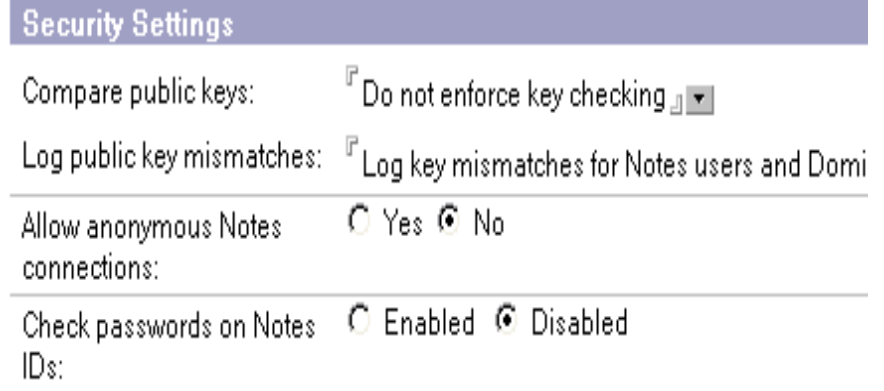 Security Settings
Compare public keys: Do not enforce key checking
Log public key mismatches: Log key mismatches for Notes users and Domi
Allow anonymous Notes connections: Yes No
Check passwords on Notes IDs: Enabled Disabled